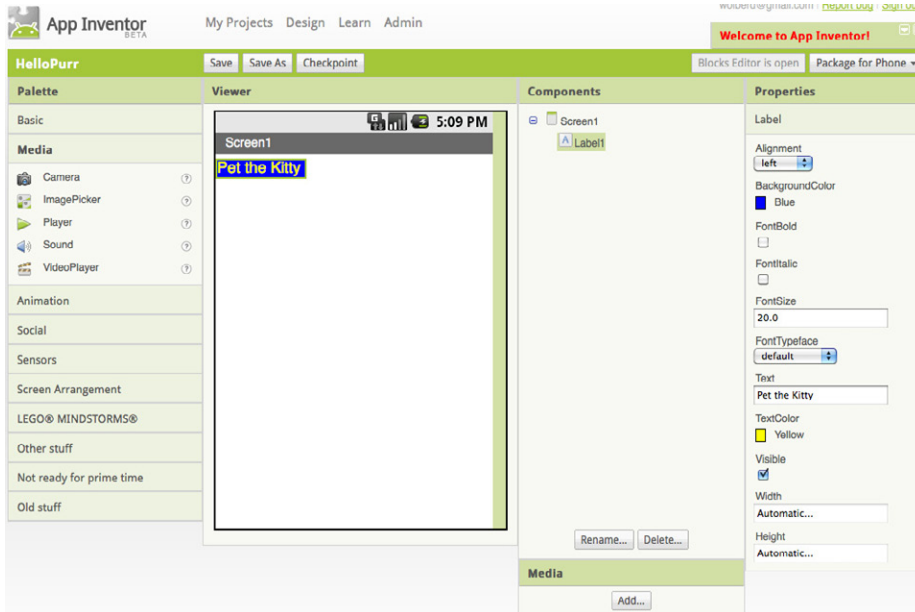 App Inventor
BETA
My Projects Design Learn Admin
wolberd@gmail.com | Report bug | Sign
Welcome to App Inventor!
HelloPurr
Save Save As Checkpoint
Blocks Editor is open Package for Phone
Palette
Basic
Media
Camera ?
ImagePicker ?
Player ?
Sound ?
VideoPlayer ?
Animation
Social
Sensors
Screen Arrangement
LEGO® MINDSTORMS®
Other stuff
Not ready for prime time
Old stuff
Viewer
5:09 PM
Screen1
Pet the Kitty
Components
Screen1
A Label1
Rename... Delete...
Media
Add...
Properties
Label
Alignment
left
BackgroundColor
Blue
FontBold
FontItalic
FontSize
20.0
FontTypeface
default
Text
Pet the Kitty
TextColor
Yellow
Visible
Width
Automatic...
Height
Automatic...